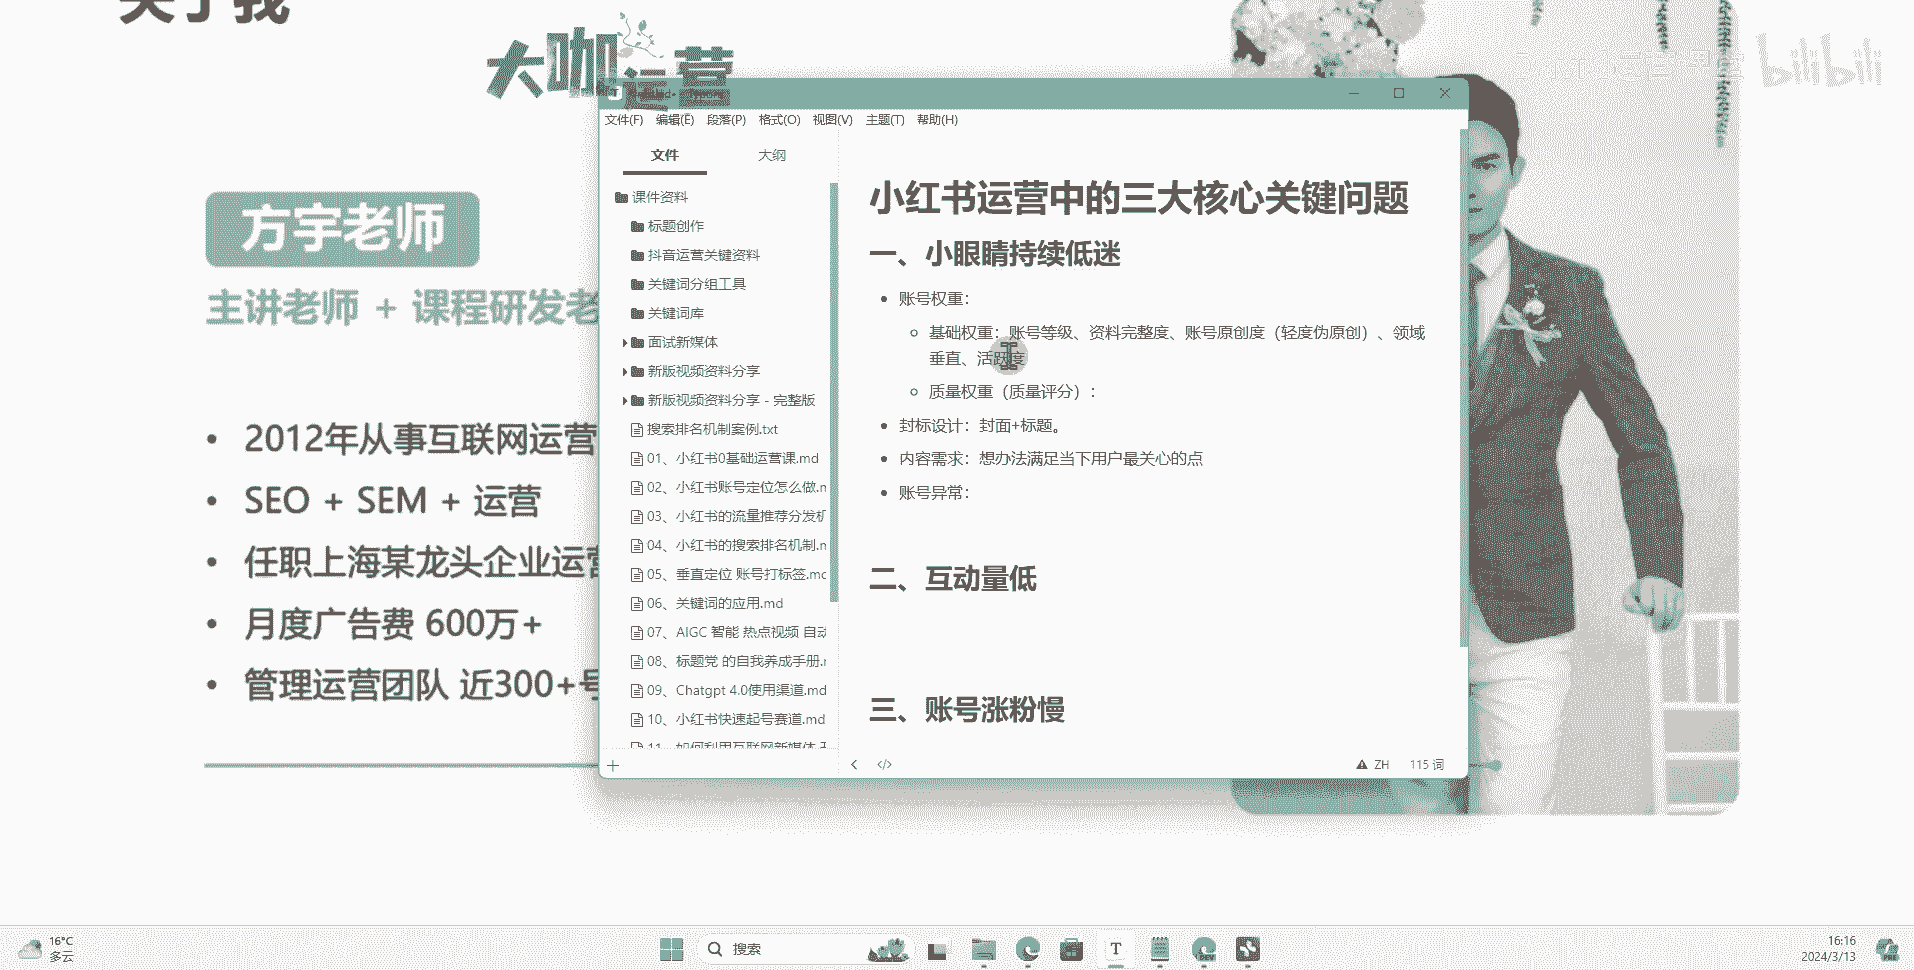 关于我
大咖运营
bilibili
方宇老师
主讲老师 + 课程研发老
2012年从事互联网运营
SEO + SEM + 运营
任职上海某龙头企业运营
月度广告费 600万+
管理运营团队 近300+号
文件(F) 编辑(E) 段落(P) 格式(O) 视图(V) 主题(T) 帮助(H)
文件 大纲
课件资料
标题创作
抖音运营关键资料
关键词分组工具
关键词库
面试新媒体
新版视频资料分享
新版视频资料分享 - 完整版
搜索排名机制案例.txt
01、小红书0基础运营课.md
02、小红书账号定位怎么做.m
03、小红书的流量推荐分发机
04、小红书的搜索排名机制.m
05、垂直定位 账号打标签.mc
06、关键词的应用.md
07、AIGC 智能 热点视频 自动
08、标题党 的自我养成手册.r
09、Chatgpt 4.0使用渠道.md
10、小红书快速起号赛道.md
11、如何利用互联网新媒体
小红书运营中的三大核心关键问题
一、小眼睛持续低迷
账号权重：
基础权重：账号等级、资料完整度、账号原创度（轻度伪原创）、领域
垂直、活跃度
质量权重（质量评分）：
封标设计：封面+标题。
内容需求：想办法满足当下用户最关心的点
账号异常：
二、互动量低
三、账号涨粉慢
ZH 115 词
16°C
多云
搜索
T
DEV
16:16
2024/3/13
PRE